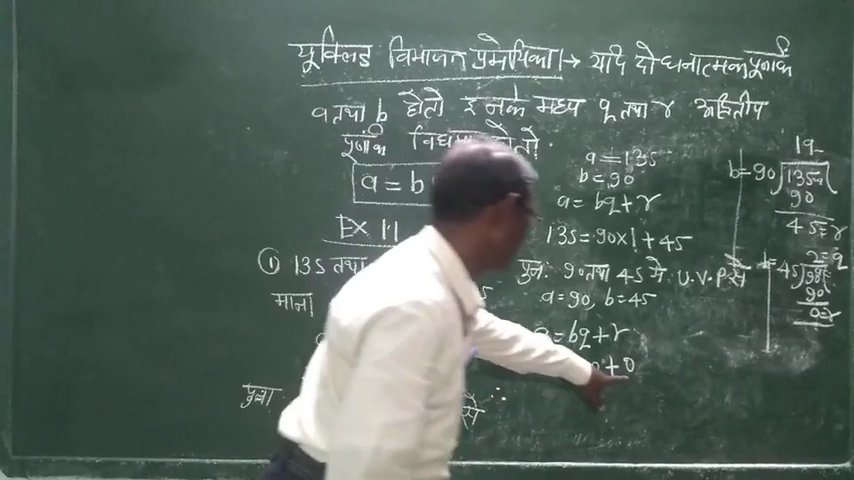 यूक्लिड विभाजन प्रमेयिका → यदि दो धनात्मक पूर्णांक
a तथा b हो तो इनके मध्य q तथा r अद्वितीय
पूर्णांक
a = b
Ex 1.1
① 135 तथा
माना
a = 135
b = 90
a = bq + r
135 = 90 × 1 + 45
पुनः 90 तथा 45 में U.V.P से
a = 90, b = 45
a = bq + r
+ 0
b = 90) 135
90
45 = r
2 = q
45) 90
90
0 = r